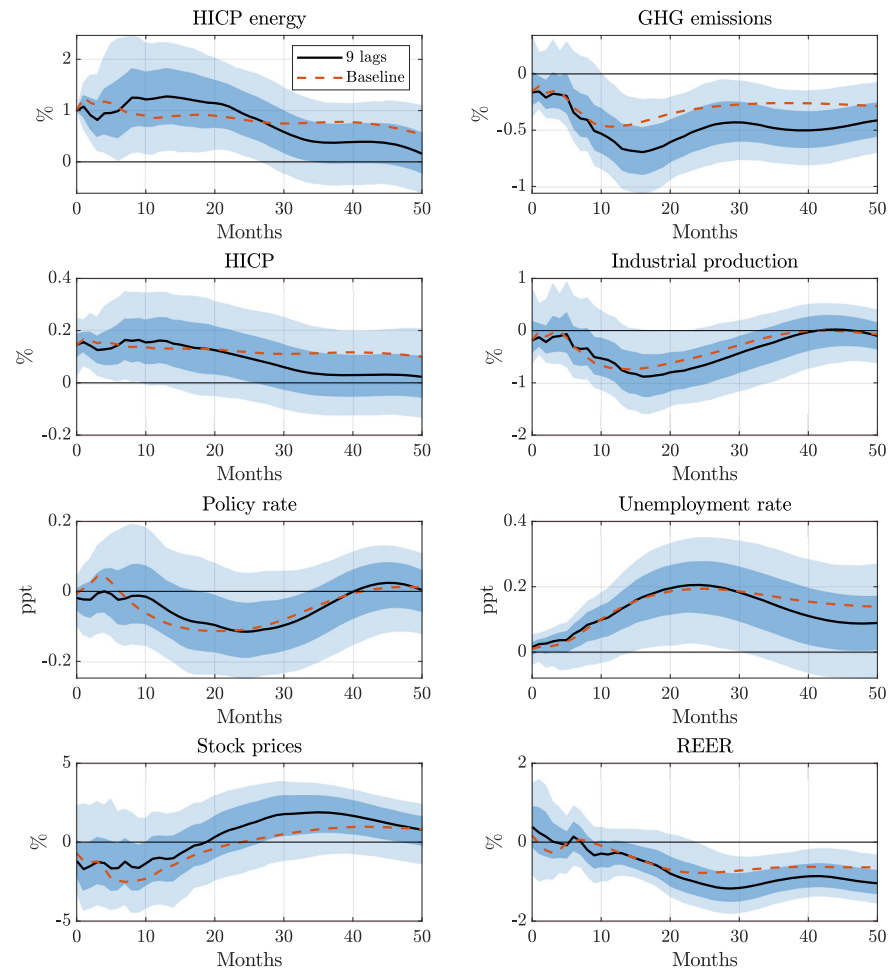 HICP energy
2
1
0
%
9 lags
Baseline
0 10 20 30 40 50
Months
GHG emissions
0
-0.5
-1
%
0 10 20 30 40 50
Months
HICP
0.4
0.2
0
-0.2
%
0 10 20 30 40 50
Months
Industrial production
1
0
-1
-2
%
0 10 20 30 40 50
Months
Policy rate
0.2
0
-0.2
ppt
0 10 20 30 40 50
Months
Unemployment rate
0.4
0.2
0
ppt
0 10 20 30 40 50
Months
Stock prices
5
0
-5
%
0 10 20 30 40 50
Months
REER
2
0
-2
%
0 10 20 30 40 50
Months